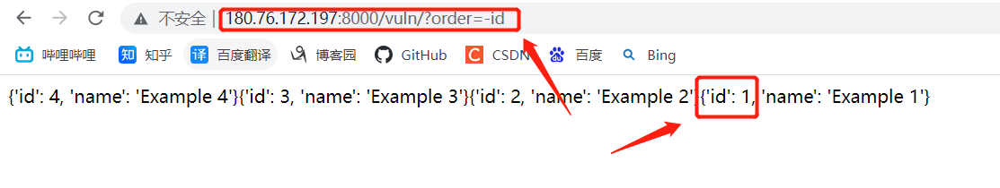 不安全 | 180.76.172.197:8000/vuln/?order=-id
哔哩哔哩 知 知乎 译 百度翻译 博客园 GitHub C CSDN 百度 Bing
{'id': 4, 'name': 'Example 4'}{'id': 3, 'name': 'Example 3'}{'id': 2, 'name': 'Example 2'}{'id': 1, 'name': 'Example 1'}